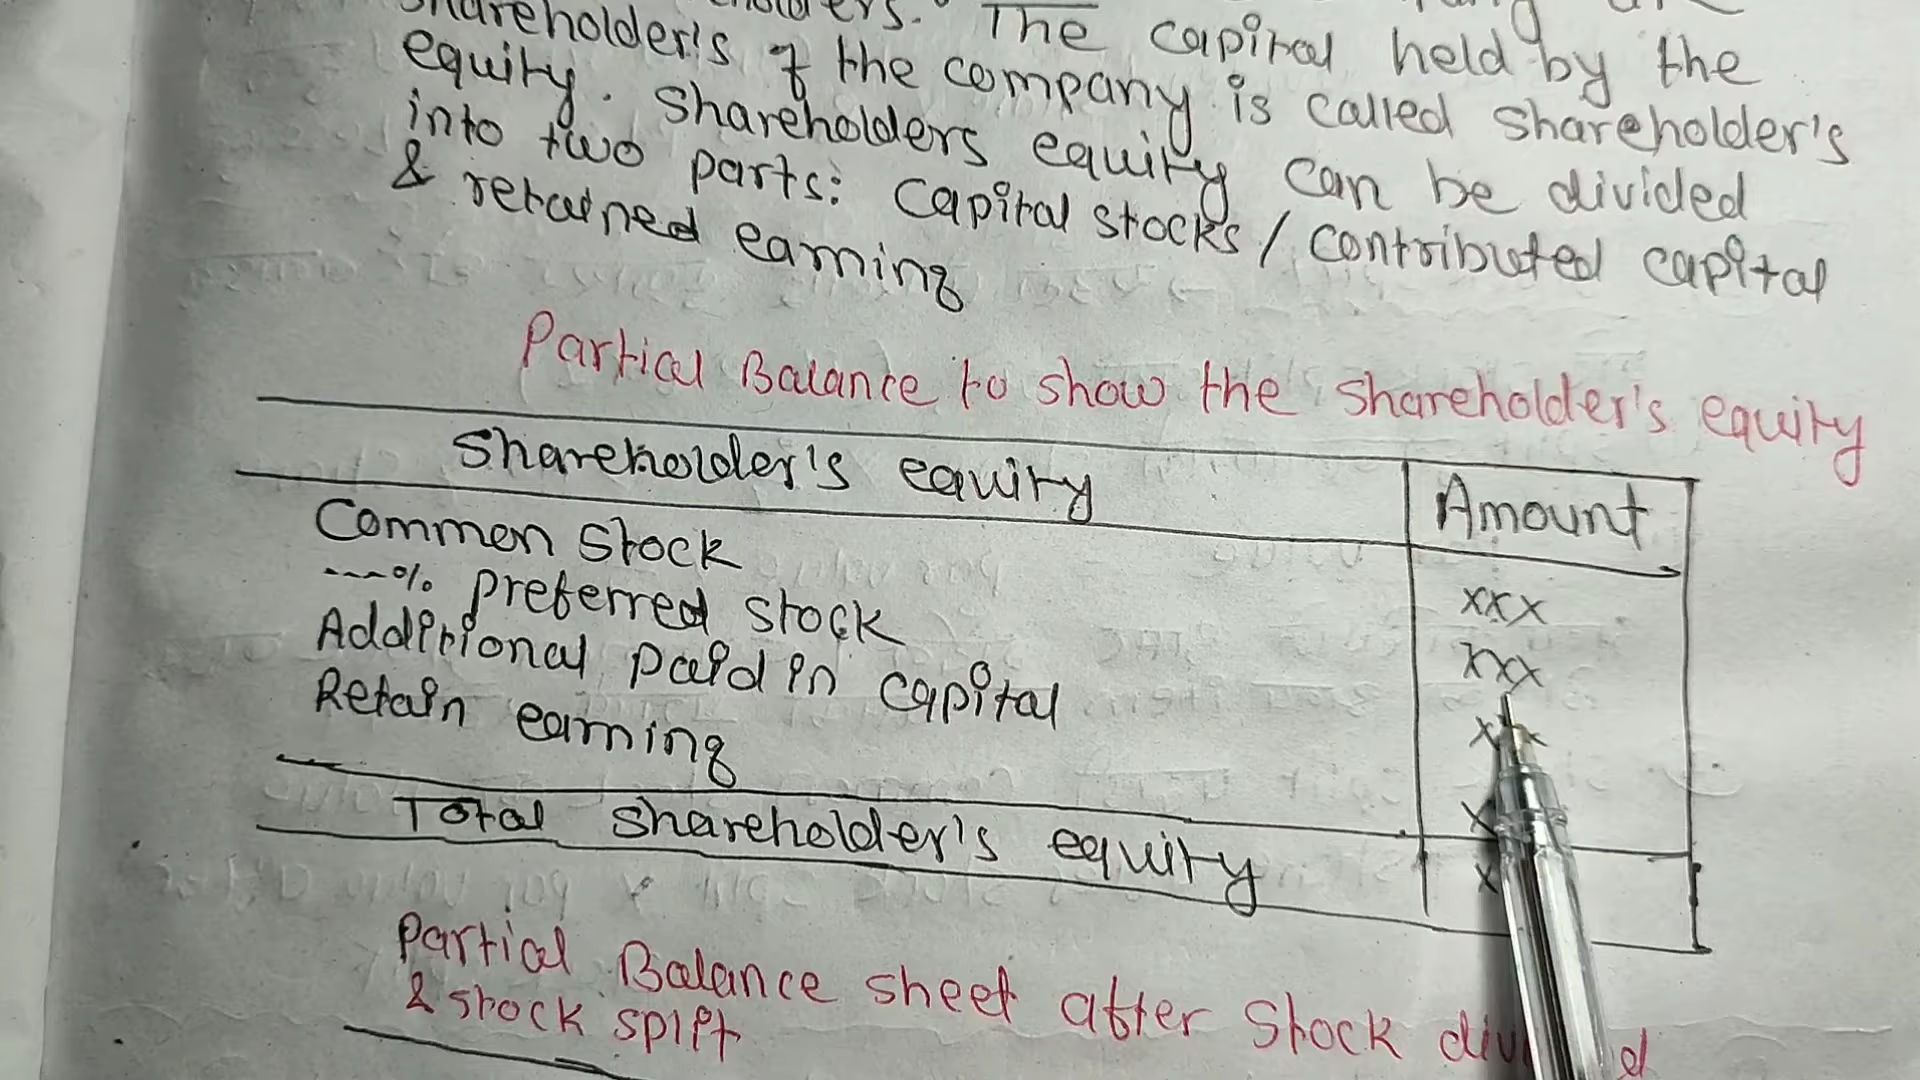 holders. The capital held by the
shareholder's of the company is called shareholder's
equity. Shareholders equity can be divided
into two parts: Capital stocks / contributed capital
& retained earning
Partial Balance to show the shareholder's equity
Shareholder's equity Amount
Common Stock xxx
---% preferred stock xxx
Additional paid in capital
Retain earning
Total shareholder's equity
Partial Balance sheet after Stock
& stock split